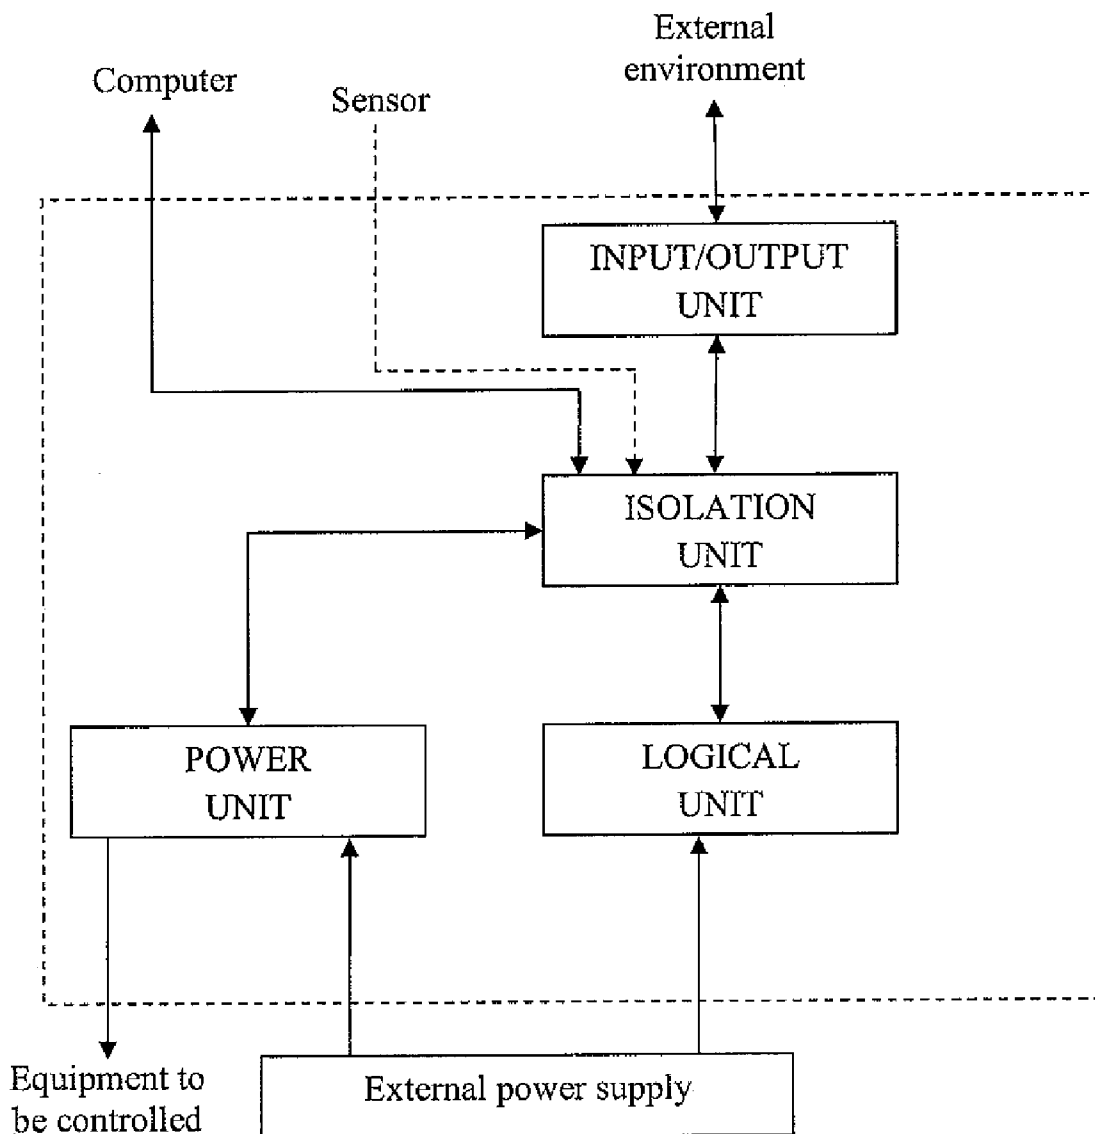 External
environment
Computer
Sensor
INPUT/OUTPUT
UNIT
ISOLATION
UNIT
POWER
UNIT
LOGICAL
UNIT
Equipment to
be controlled
External power supply